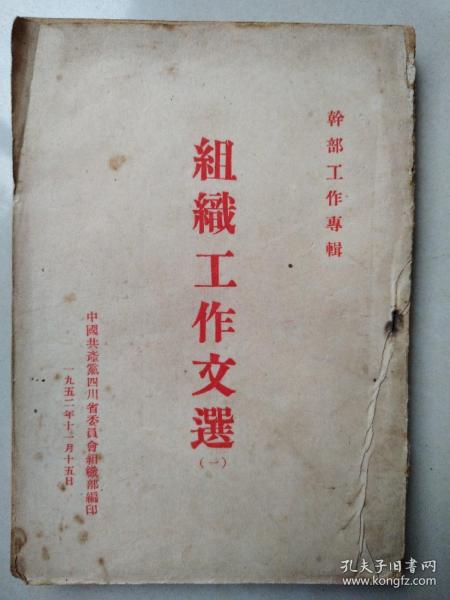 幹部工作專輯
組織工作文選
(一)
中國共產黨四川省委員會組織部編印
一九五二年十二月十五日
孔夫子旧书网
www.kongfz.com